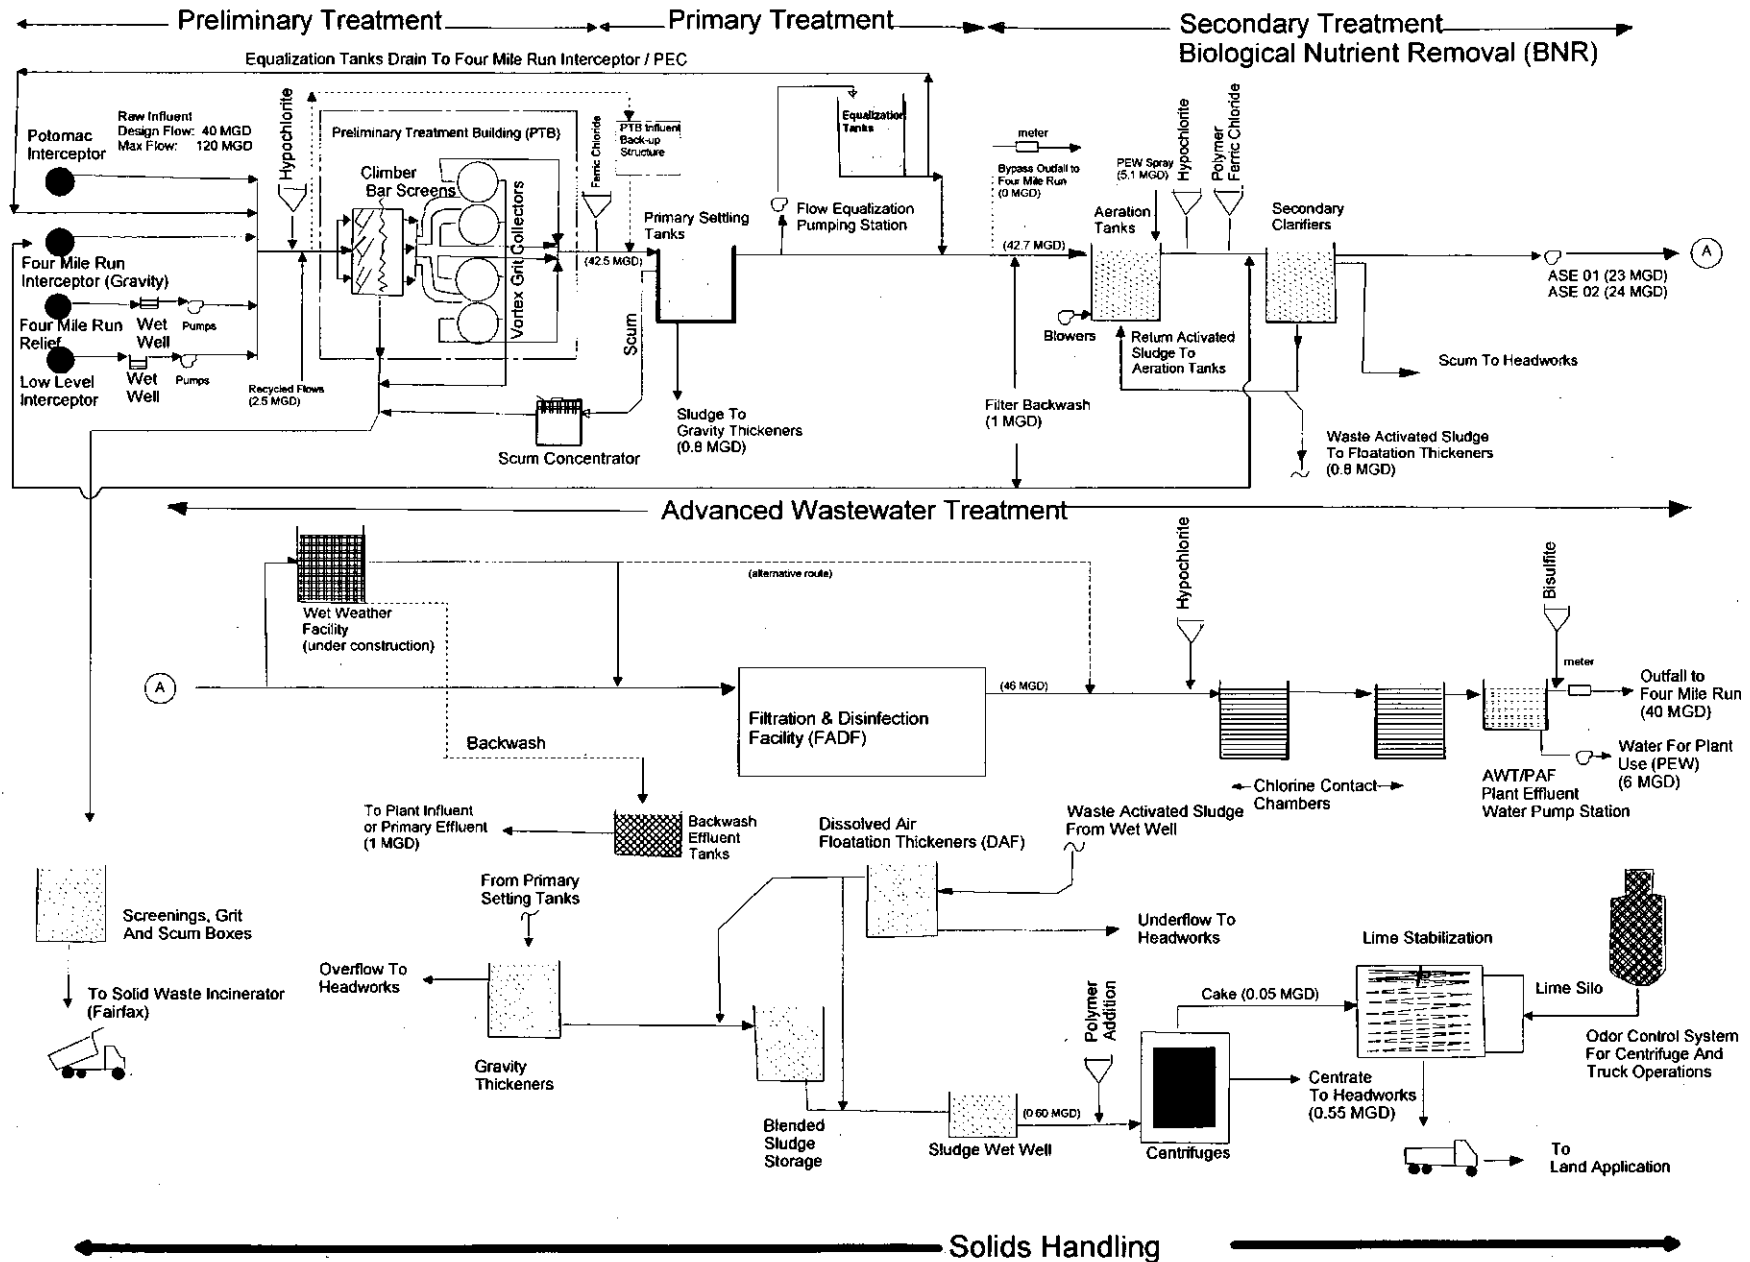 Preliminary Treatment
Primary Treatment
Secondary Treatment
Biological Nutrient Removal (BNR)
Equalization Tanks Drain To Four Mile Run Interceptor / PEC
Potomac
Interceptor
Raw Influent
Design Flow: 40 MGD
Max Flow: 120 MGD
Hypochlorite
Preliminary Treatment Building (PTB)
Climber
Bar Screens
Vortex Grit Collectors
Ferric Chloride
PTB Influent
Back-up
Structure
(42.5 MGD)
Primary Settling
Tanks
Equalization
Tanks
Flow Equalization
Pumping Station
meter
Bypass Outfall to
Four Mile Run
(0 MGD)
(42.7 MGD)
PEW Spray
(5.1 MGD)
Aeration
Tanks
Hypochlorite
Polymer
Ferric Chloride
Secondary
Clarifiers
ASE 01 (23 MGD)
ASE 02 (24 MGD)
A
Four Mile Run
Interceptor (Gravity)
Four Mile Run
Relief
Wet
Well
Pumps
Low Level
Interceptor
Wet
Well
Pumps
Recycled Flows
(2.5 MGD)
Scum
Scum Concentrator
Sludge To
Gravity Thickeners
(0.8 MGD)
Filter Backwash
(1 MGD)
Blowers
Return Activated
Sludge To
Aeration Tanks
Scum To Headworks
Waste Activated Sludge
To Floatation Thickeners
(0.8 MGD)
Advanced Wastewater Treatment
Wet Weather
Facility
(under construction)
(alternative route)
Hypochlorite
Bisulfite
A
Filtration & Disinfection
Facility (FADF)
(46 MGD)
meter
Outfall to
Four Mile Run
(40 MGD)
Water For Plant
Use (PEW)
(6 MGD)
Chlorine Contact
Chambers
AWT/PAF
Plant Effluent
Water Pump Station
Backwash
To Plant Influent
or Primary Effluent
(1 MGD)
Backwash
Effluent
Tanks
Dissolved Air
Floatation Thickeners (DAF)
Waste Activated Sludge
From Wet Well
Screenings, Grit
And Scum Boxes
From Primary
Setting Tanks
Underflow To
Headworks
Overflow To
Headworks
To Solid Waste Incinerator
(Fairfax)
Gravity
Thickeners
Blended
Sludge
Storage
Sludge Wet Well
(0.60 MGD)
Polymer
Addition
Centrifuges
Cake (0.05 MGD)
Lime Stabilization
Lime Silo
Odor Control System
For Centrifuge And
Truck Operations
Centrate
To Headworks
(0.55 MGD)
To
Land Application
Solids Handling